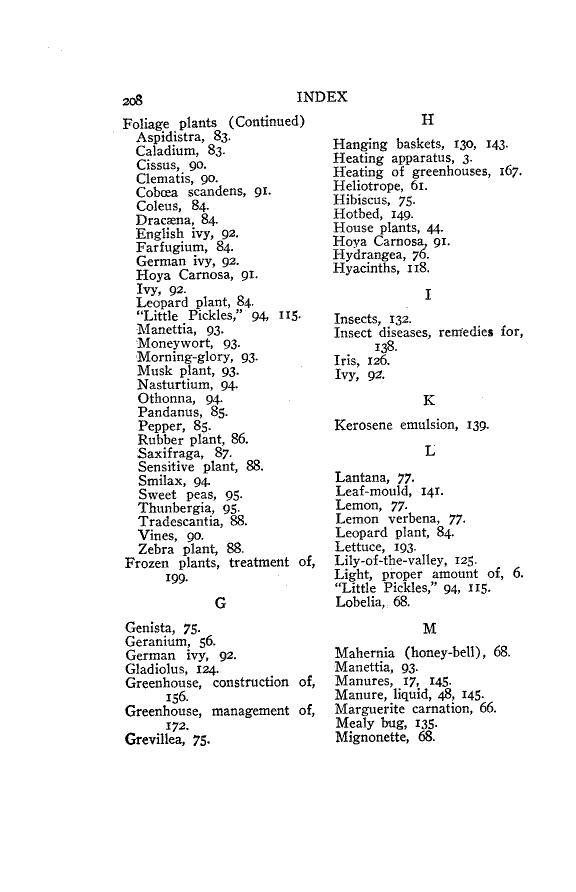 208 INDEX
Foliage plants (Continued)
Aspidistra, 83.
Caladium, 83.
Cissus, 90.
Clematis, 90.
Cobœa scandens, 91.
Coleus, 84.
Dracæna, 84.
English ivy, 92.
Farfugium, 84.
German ivy, 92.
Hoya Carnosa, 91.
Ivy, 92.
Leopard plant, 84.
"Little Pickles," 94, 115.
Manettia, 93.
Moneywort, 93.
Morning-glory, 93.
Musk plant, 93.
Nasturtium, 94.
Othonna, 94.
Pandanus, 85.
Pepper, 85.
Rubber plant, 86.
Saxifraga, 87.
Sensitive plant, 88.
Smilax, 94.
Sweet peas, 95.
Thunbergia, 95.
Tradescantia, 88.
Vines, 90.
Zebra plant, 88.
Frozen plants, treatment of,
199.
G
Genista, 75.
Geranium, 56.
German ivy, 92.
Gladiolus, 124.
Greenhouse, construction of,
156.
Greenhouse, management of,
172.
Grevillea, 75.
H
Hanging baskets, 130, 143.
Heating apparatus, 3.
Heating of greenhouses, 167.
Heliotrope, 61.
Hibiscus, 75.
Hotbed, 149.
House plants, 44.
Hoya Carnosa, 91.
Hydrangea, 76.
Hyacinths, 118.
I
Insects, 132.
Insect diseases, remedies for,
138.
Iris, 126.
Ivy, 92.
K
Kerosene emulsion, 139.
L
Lantana, 77.
Leaf-mould, 141.
Lemon, 77.
Lemon verbena, 77.
Leopard plant, 84.
Lettuce, 193.
Lily-of-the-valley, 125.
Light, proper amount of, 6.
"Little Pickles," 94, 115.
Lobelia, 68.
M
Mahernia (honey-bell), 68.
Manettia, 93.
Manures, 17, 145.
Manure, liquid, 48, 145.
Marguerite carnation, 66.
Mealy bug, 135.
Mignonette, 68.